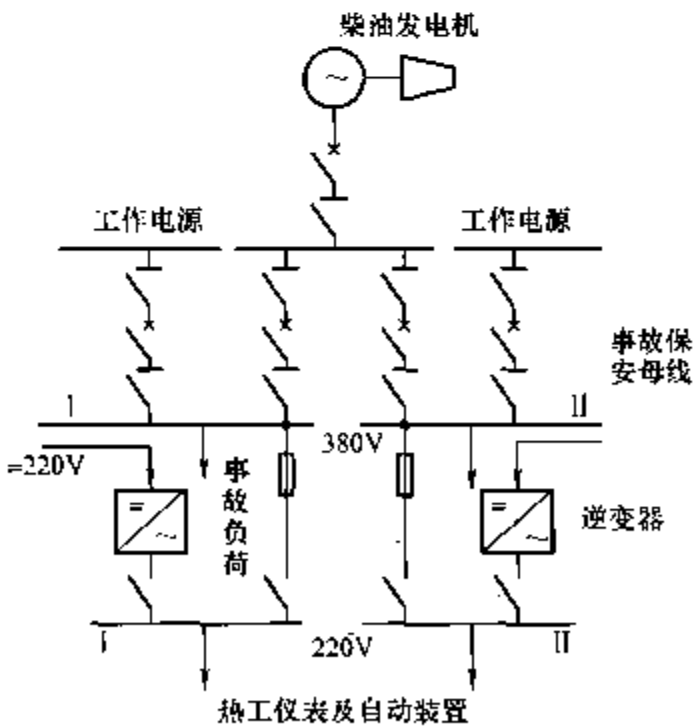 柴油发电机
工作电源
工作电源
事故保
安母线
I
380V
II
=220V
事故负荷
逆变器
I
220V
II
热工仪表及自动装置